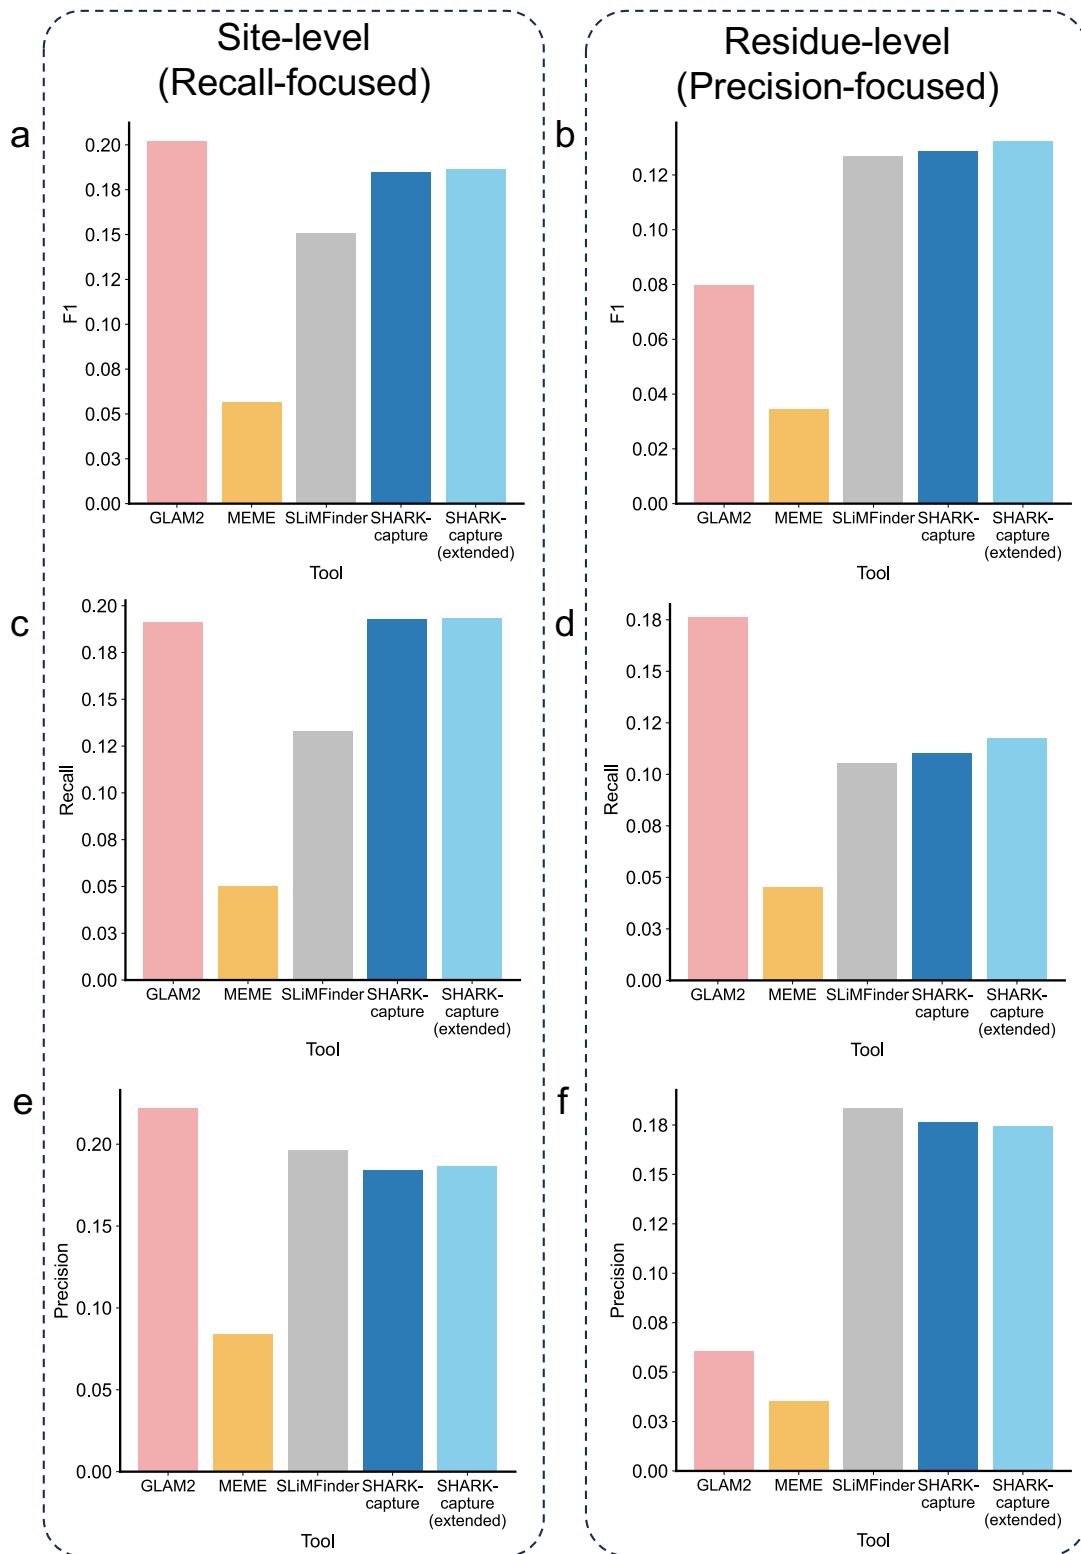 Site-level
(Recall-focused)
Residue-level
(Precision-focused)
a
0.20
0.18
0.15
0.12
0.10
0.08
0.05
0.03
0.00
F1
GLAM2
MEME
SLiMFinder
SHARK-
capture
SHARK-
capture
(extended)
Tool
b
0.12
0.10
0.08
0.06
0.04
0.02
0.00
F1
GLAM2
MEME
SLiMFinder
SHARK-
capture
SHARK-
capture
(extended)
Tool
c
0.20
0.18
0.15
0.12
0.10
0.08
0.05
0.03
0.00
Recall
GLAM2
MEME
SLiMFinder
SHARK-
capture
SHARK-
capture
(extended)
Tool
d
0.18
0.15
0.12
0.10
0.08
0.05
0.03
0.00
Recall
GLAM2
MEME
SLiMFinder
SHARK-
capture
SHARK-
capture
(extended)
Tool
e
0.20
0.15
0.10
0.05
0.00
Precision
GLAM2
MEME
SLiMFinder
SHARK-
capture
SHARK-
capture
(extended)
Tool
f
0.18
0.15
0.12
0.10
0.08
0.05
0.03
0.00
Precision
GLAM2
MEME
SLiMFinder
SHARK-
capture
SHARK-
capture
(extended)
Tool